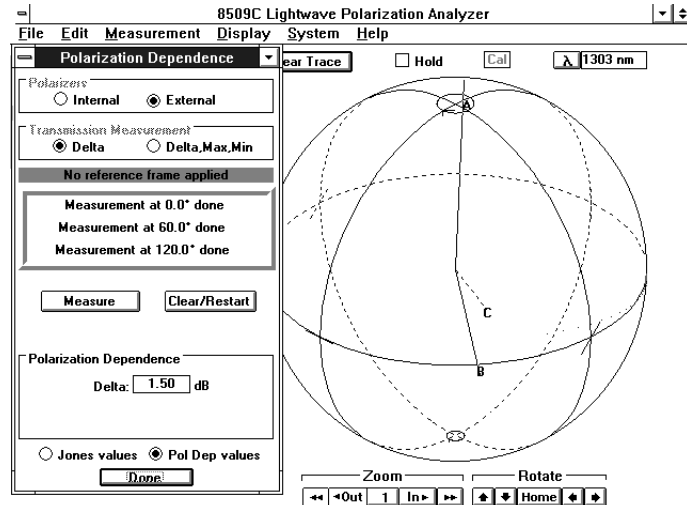 8509C Lightwave Polarization Analyzer
File Edit Measurement Display System Help
Polarization Dependence
ear Trace
Hold
Cal
λ 1303 nm
Polarizers
Internal External
Transmission Measurement
Delta Delta,Max,Min
No reference frame applied
Measurement at 0.0° done
Measurement at 60.0° done
Measurement at 120.0° done
Measure Clear/Restart
Polarization Dependence
Delta: 1.50 dB
Jones values Pol Dep values
Done
A
C
B
Zoom
Out 1 In
Rotate
Home